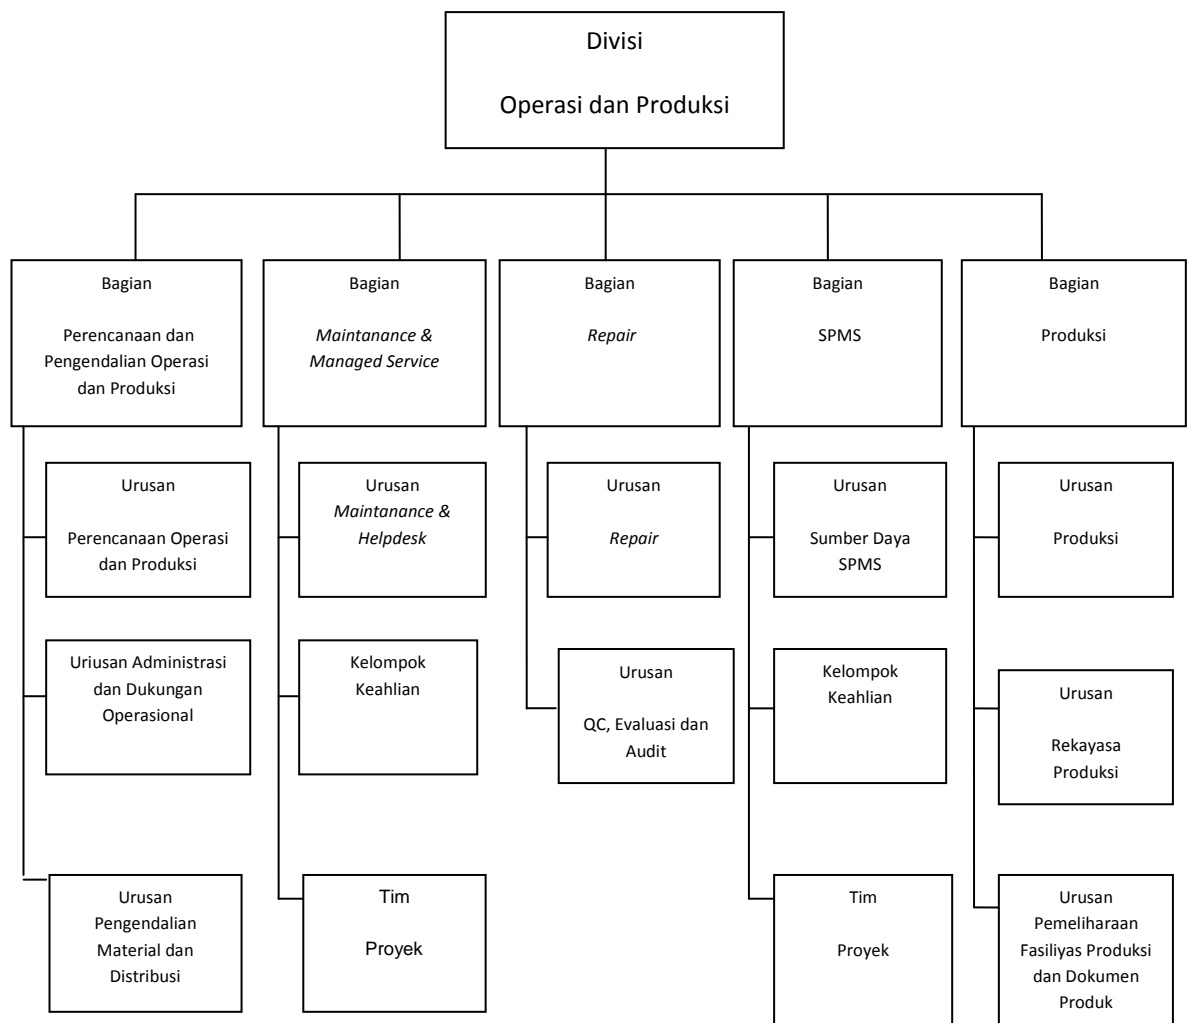 Divisi
Operasi dan Produksi
Bagian
Perencanaan dan
Pengendalian Operasi
dan Produksi
Bagian
Maintanance &
Managed Service
Bagian
Repair
Bagian
SPMS
Bagian
Produksi
Urusan
Perencanaan Operasi
dan Produksi
Urusan
Maintanance &
Helpdesk
Urusan
Repair
Urusan
Sumber Daya
SPMS
Urusan
Produksi
Uriusan Administrasi
dan Dukungan
Operasional
Kelompok
Keahlian
Urusan
QC, Evaluasi dan
Audit
Kelompok
Keahlian
Urusan
Rekayasa
Produksi
Urusan
Pengendalian
Material dan
Distribusi
Tim
Proyek
Tim
Proyek
Urusan
Pemeliharaan
Fasiliyas Produksi
dan Dokumen
Produk